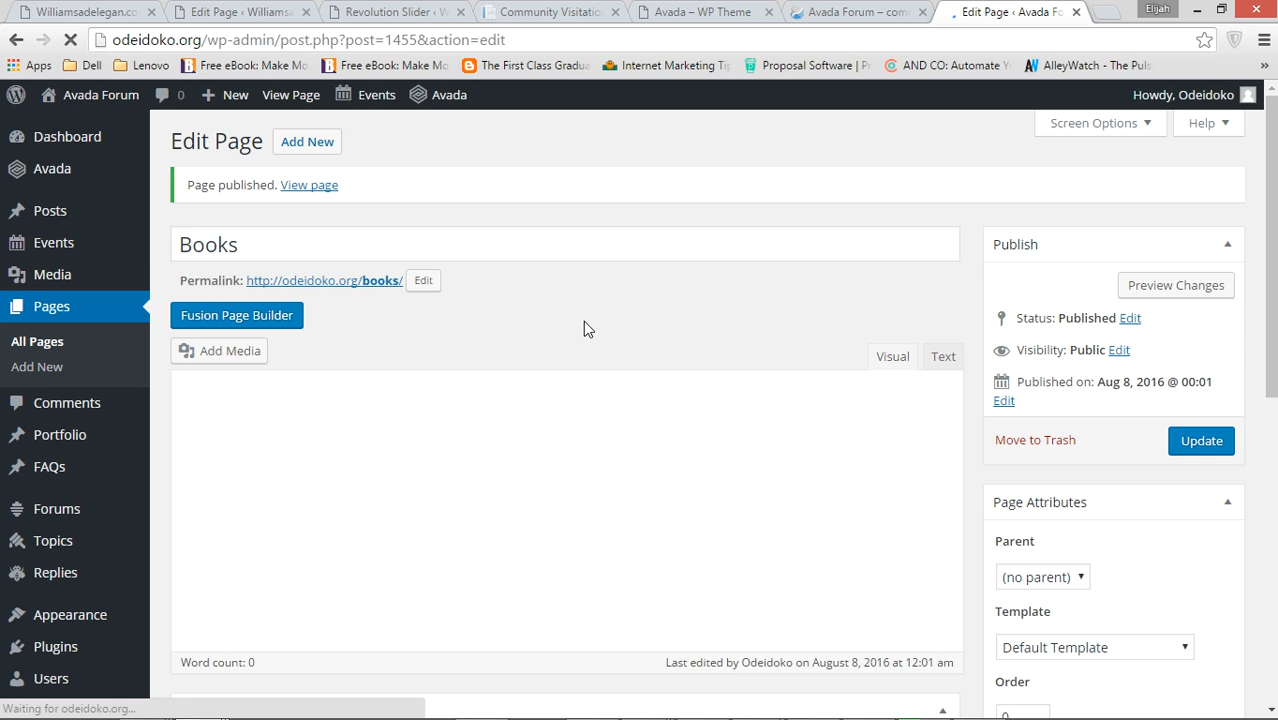 Williamsadelegan.co
Edit Page ‹ Williamsa
Revolution Slider ‹ W
Community Visitatio
Avada – WP Theme
Avada Forum – com
Edit Page ‹ Avada Fo
Elijah
odeidoko.org/wp-admin/post.php?post=1455&action=edit
Apps
Dell
Lenovo
Free eBook: Make Mo
Free eBook: Make Mo
The First Class Gradua
Internet Marketing Tip
Proposal Software | Pr
AND CO: Automate Y
AlleyWatch - The Puls
»
Avada Forum
0
New
View Page
Events
Avada
Howdy, Odeidoko
Dashboard
Avada
Posts
Events
Media
Pages
All Pages
Add New
Comments
Portfolio
FAQs
Forums
Topics
Replies
Appearance
Plugins
Users
Screen Options
Help
Edit Page
Add New
Page published. View page
Books
Permalink: http://odeidoko.org/books/ Edit
Fusion Page Builder
Add Media
Visual
Text
Word count: 0
Last edited by Odeidoko on August 8, 2016 at 12:01 am
Publish
Preview Changes
Status: Published Edit
Visibility: Public Edit
Published on: Aug 8, 2016 @ 00:01
Edit
Move to Trash
Update
Page Attributes
Parent
(no parent)
Template
Default Template
Order
0
Waiting for odeidoko.org...